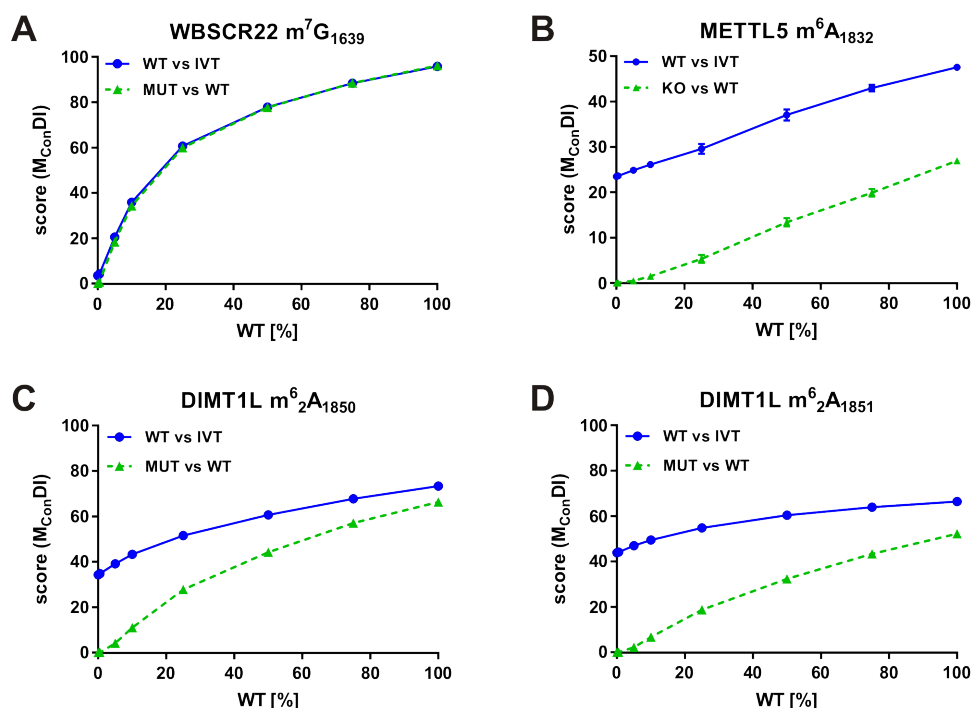 A
WBSCR22 m⁷G₁₆₃₉
WT vs IVT
MUT vs WT
score (M_ConDI)
100
80
60
40
20
0
0 20 40 60 80 100
WT [%]
B
METTL5 m⁶A₁₈₃₂
WT vs IVT
KO vs WT
score (M_ConDI)
50
40
30
20
10
0
0 20 40 60 80 100
WT [%]
C
DIMT1L m⁶₂A₁₈₅₀
WT vs IVT
MUT vs WT
score (M_ConDI)
100
80
60
40
20
0
0 20 40 60 80 100
WT [%]
D
DIMT1L m⁶₂A₁₈₅₁
WT vs IVT
MUT vs WT
score (M_ConDI)
100
80
60
40
20
0
0 20 40 60 80 100
WT [%]